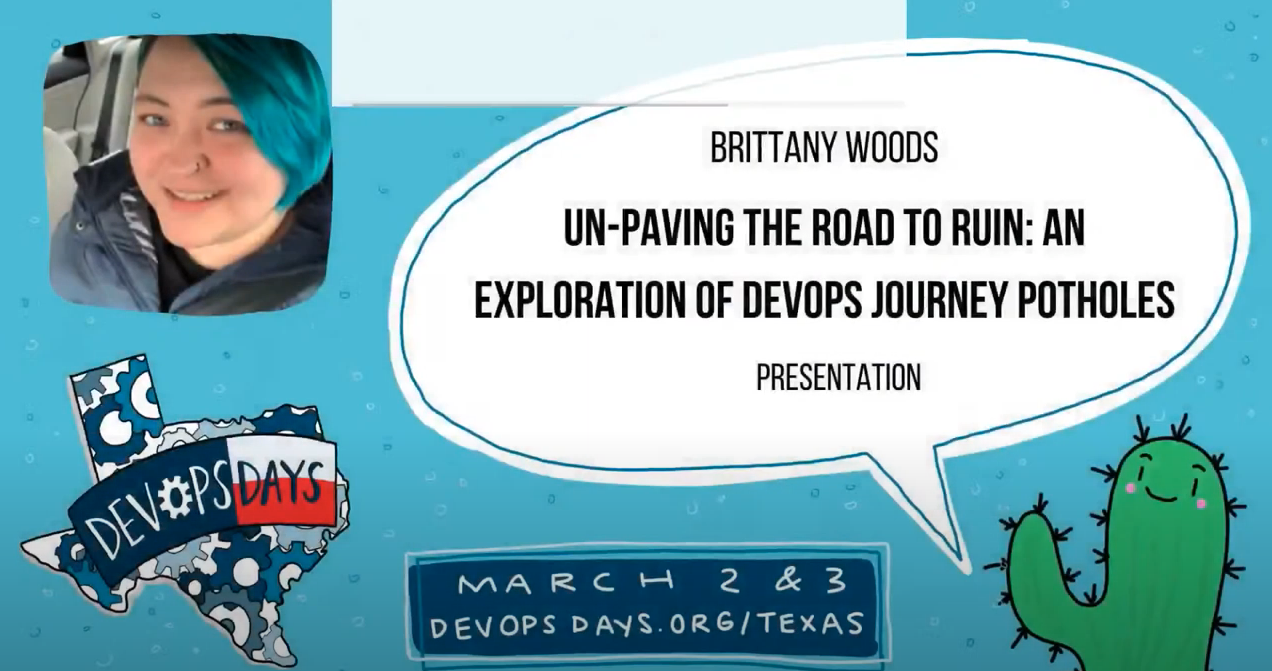 BRITTANY WOODS
UN-PAVING THE ROAD TO RUIN: AN
EXPLORATION OF DEVOPS JOURNEY POTHOLES
PRESENTATION
DEVOPS DAYS
MARCH 2 & 3
DEVOPSDAYS.ORG/TEXAS